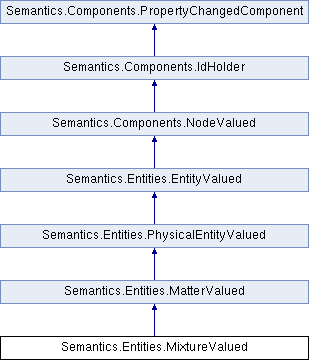 Semantics.Components.PropertyChangedComponent
Semantics.Components.IdHolder
Semantics.Components.NodeValued
Semantics.Entities.EntityValued
Semantics.Entities.PhysicalEntityValued
Semantics.Entities.MatterValued
Semantics.Entities.MixtureValued